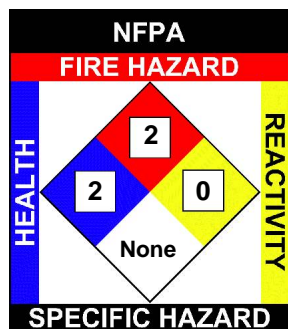 NFPA
FIRE HAZARD
2
HEALTH
2
0
REACTIVITY
None
SPECIFIC HAZARD